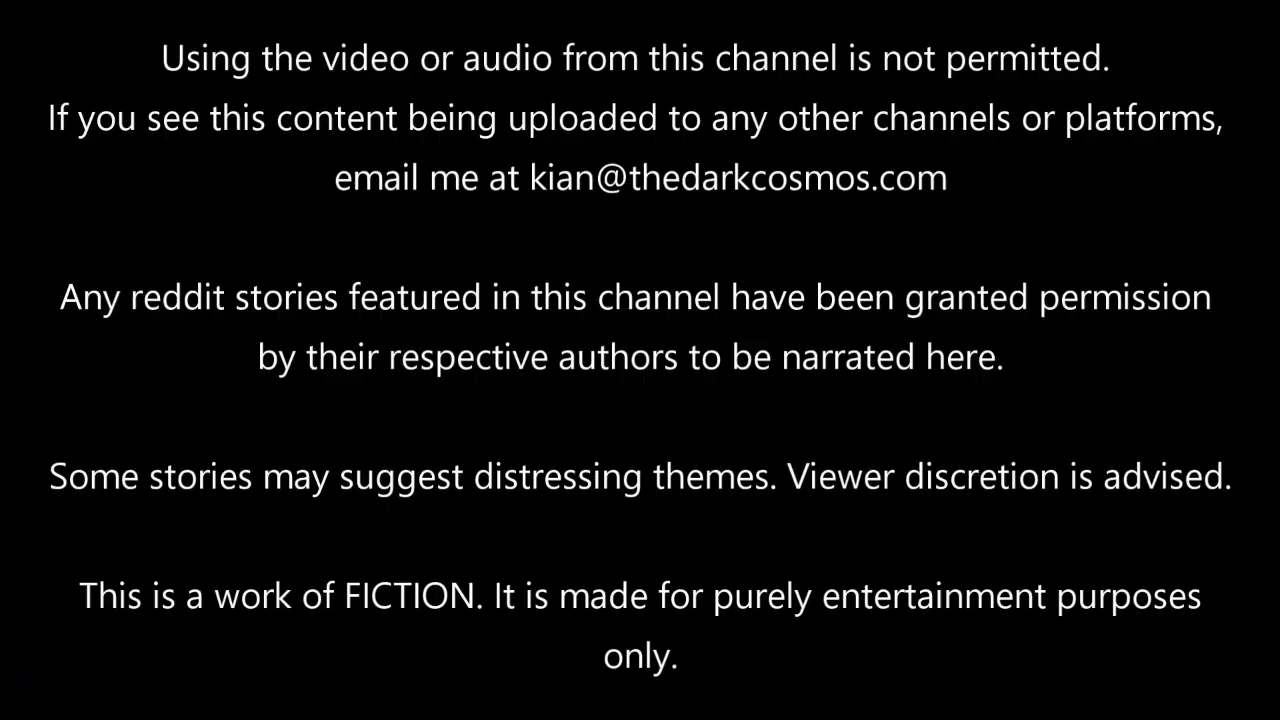 Using the video or audio from this channel is not permitted.
If you see this content being uploaded to any other channels or platforms,
email me at kian@thedarkcosmos.com
Any reddit stories featured in this channel have been granted permission
by their respective authors to be narrated here.
Some stories may suggest distressing themes. Viewer discretion is advised.
This is a work of FICTION. It is made for purely entertainment purposes
only.